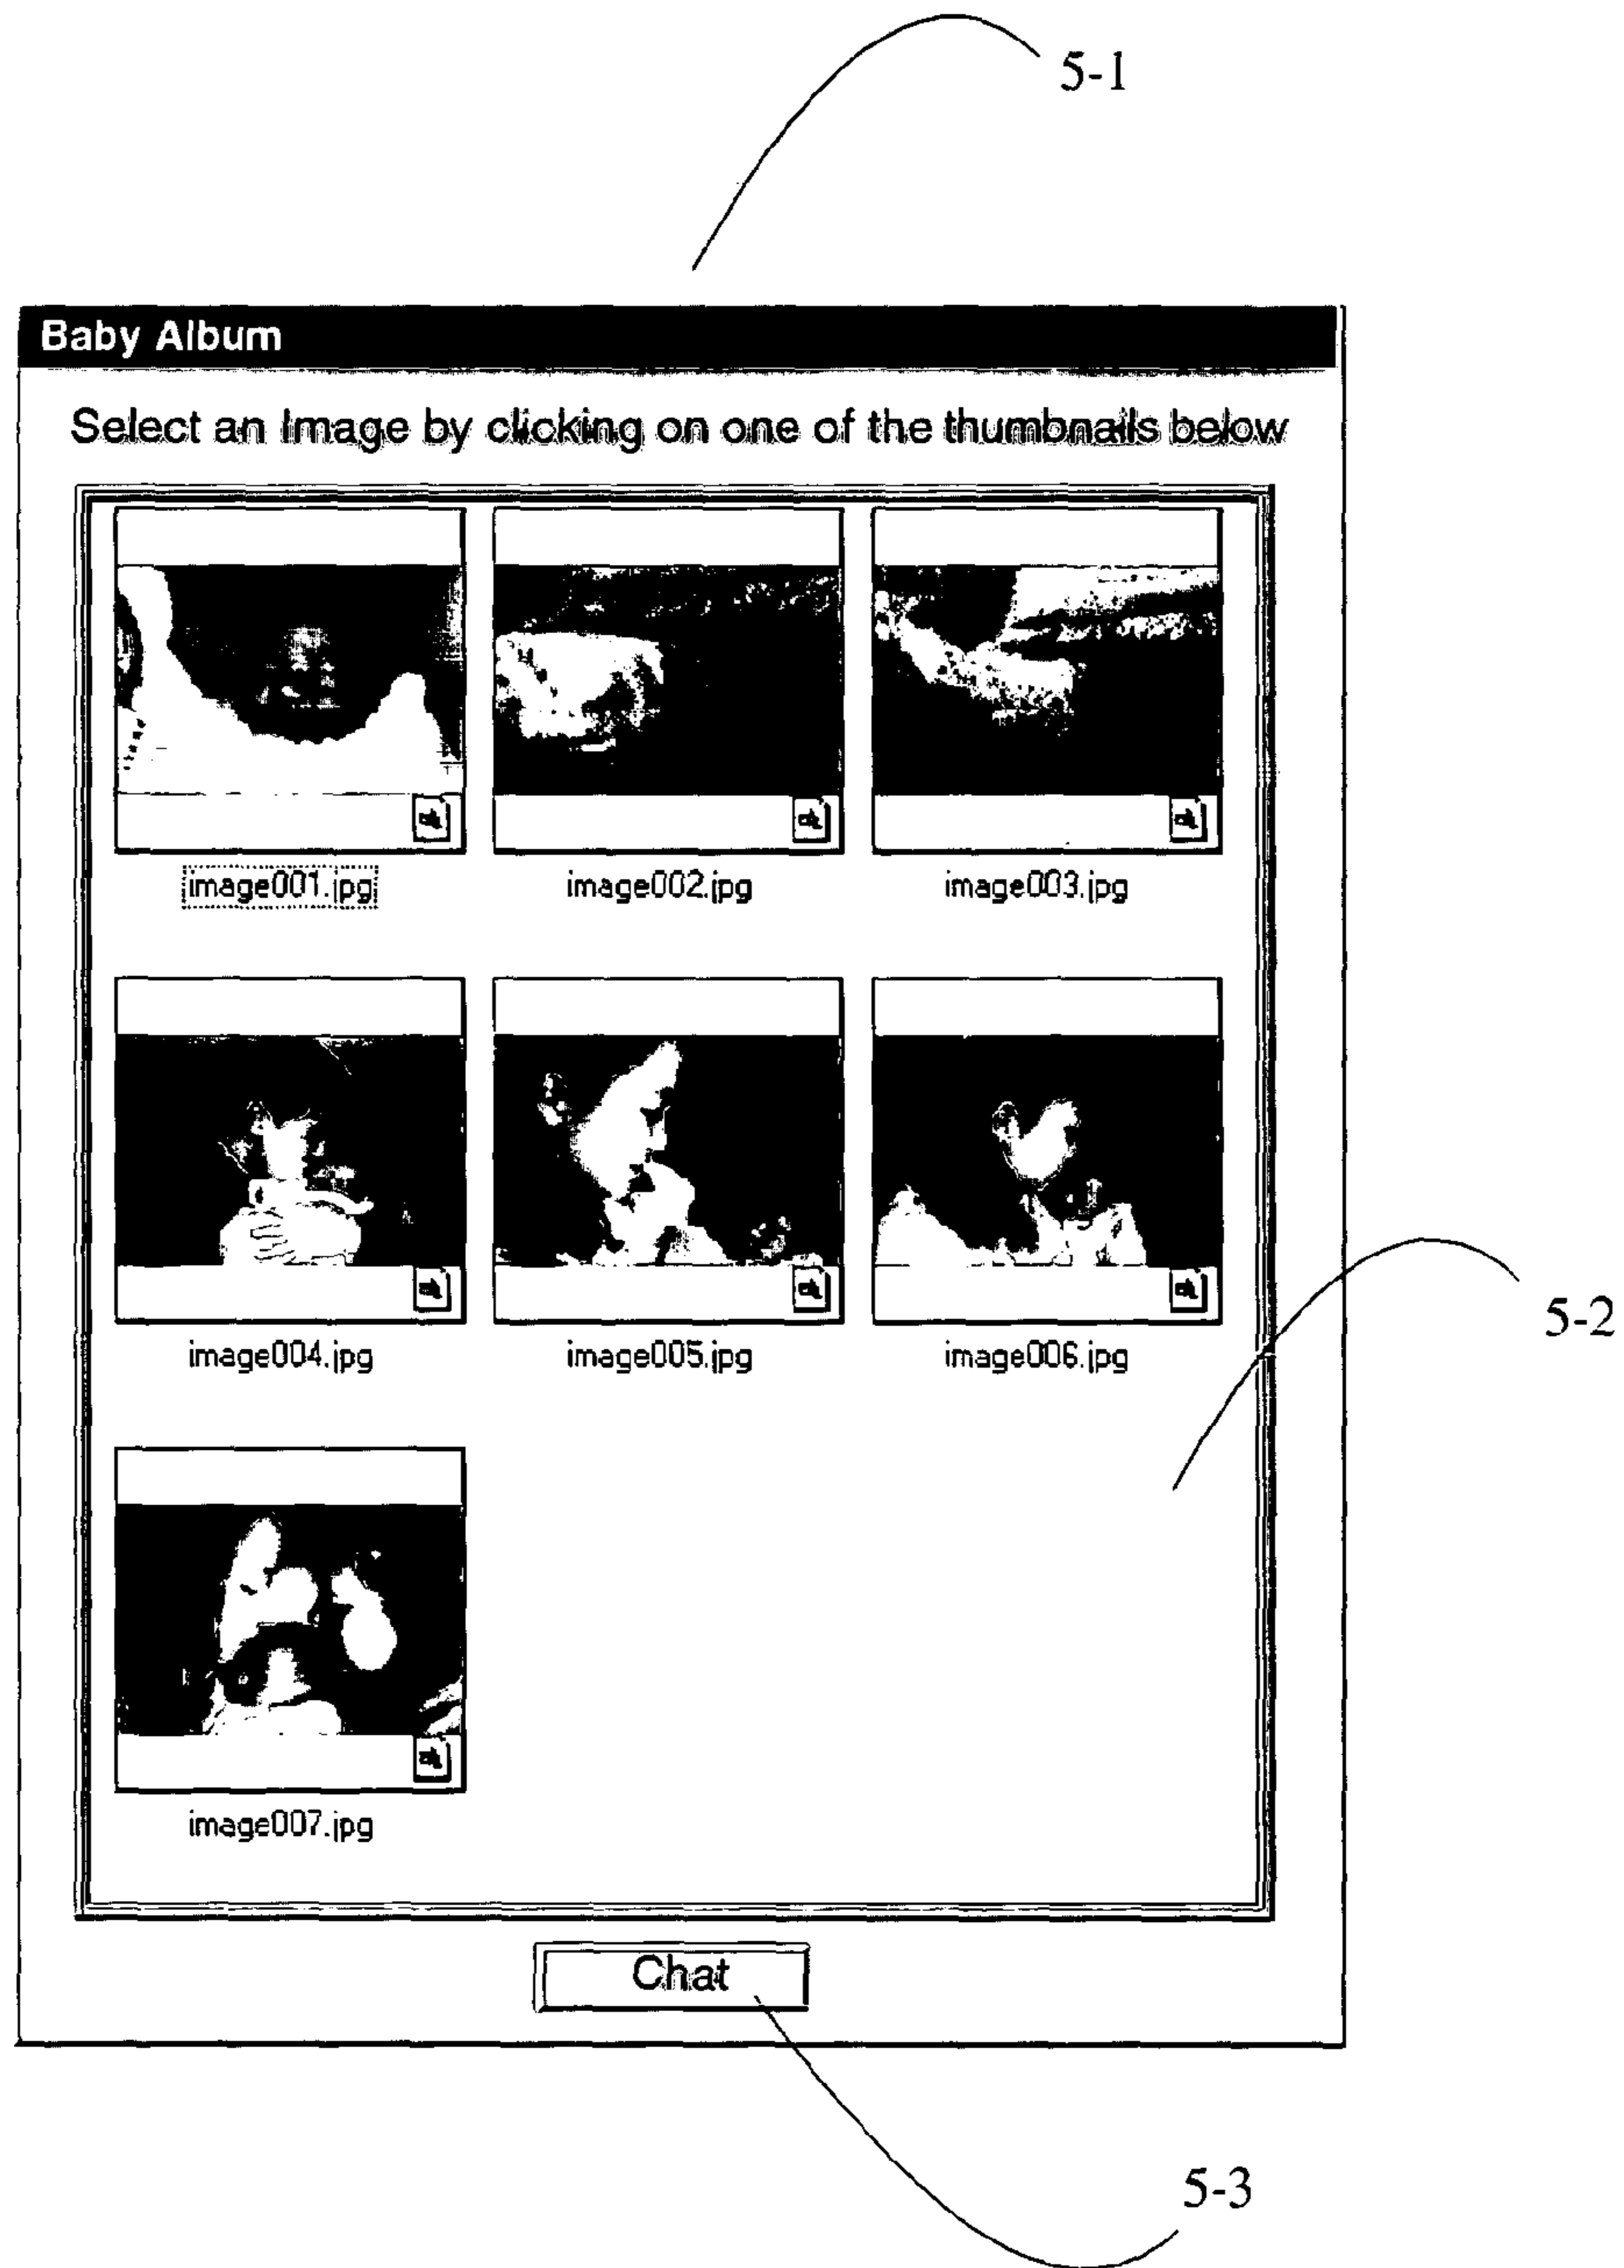 5-1
Baby Album
Select an Image by clicking on one of the thumbnails below
image001.jpg image002.jpg image003.jpg
5-2
image004.jpg image005.jpg image006.jpg
image007.jpg
Chat
5-3